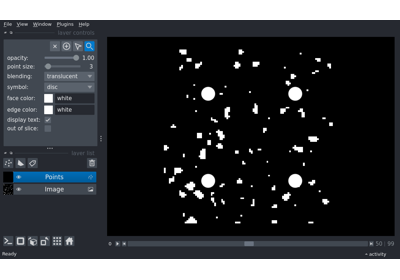 File View Window Plugins Help
layer controls
opacity: 1.00
point size: 3
blending: translucent
symbol: disc
face color: white
edge color: white
display text:
out of slice:
layer list
Points
Image
0 50 99
Ready activity